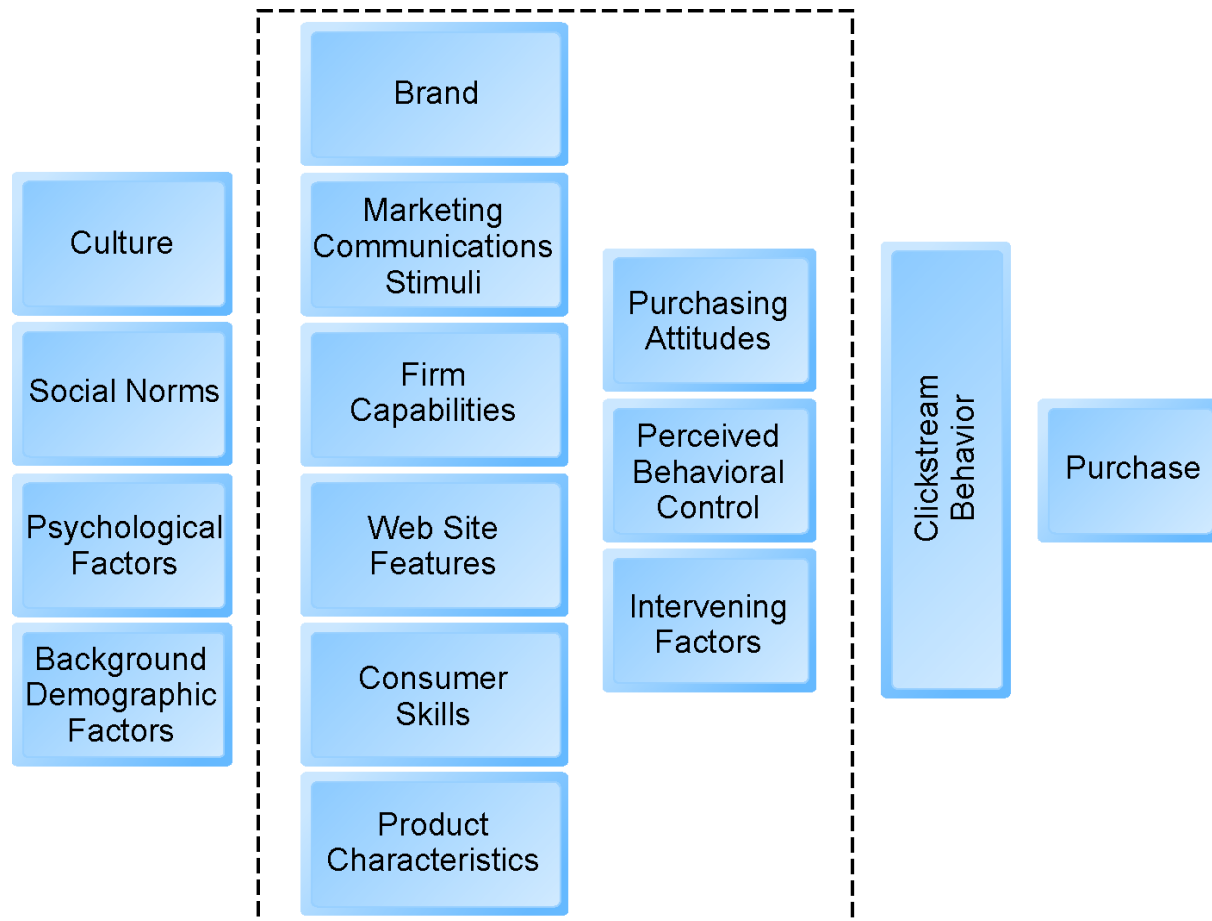 Culture
Social Norms
Psychological
Factors
Background
Demographic
Factors
Brand
Marketing
Communications
Stimuli
Firm
Capabilities
Web Site
Features
Consumer
Skills
Product
Characteristics
Purchasing
Attitudes
Perceived
Behavioral
Control
Intervening
Factors
Clickstream
Behavior
Purchase